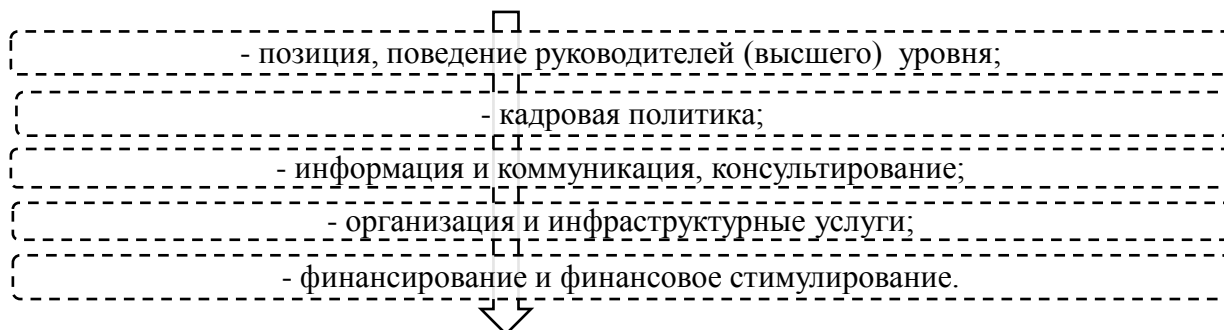 - позиция, поведение руководителей (высшего) уровня;
- кадровая политика;
- информация и коммуникация, консультирование;
- организация и инфраструктурные услуги;
- финансирование и финансовое стимулирование.